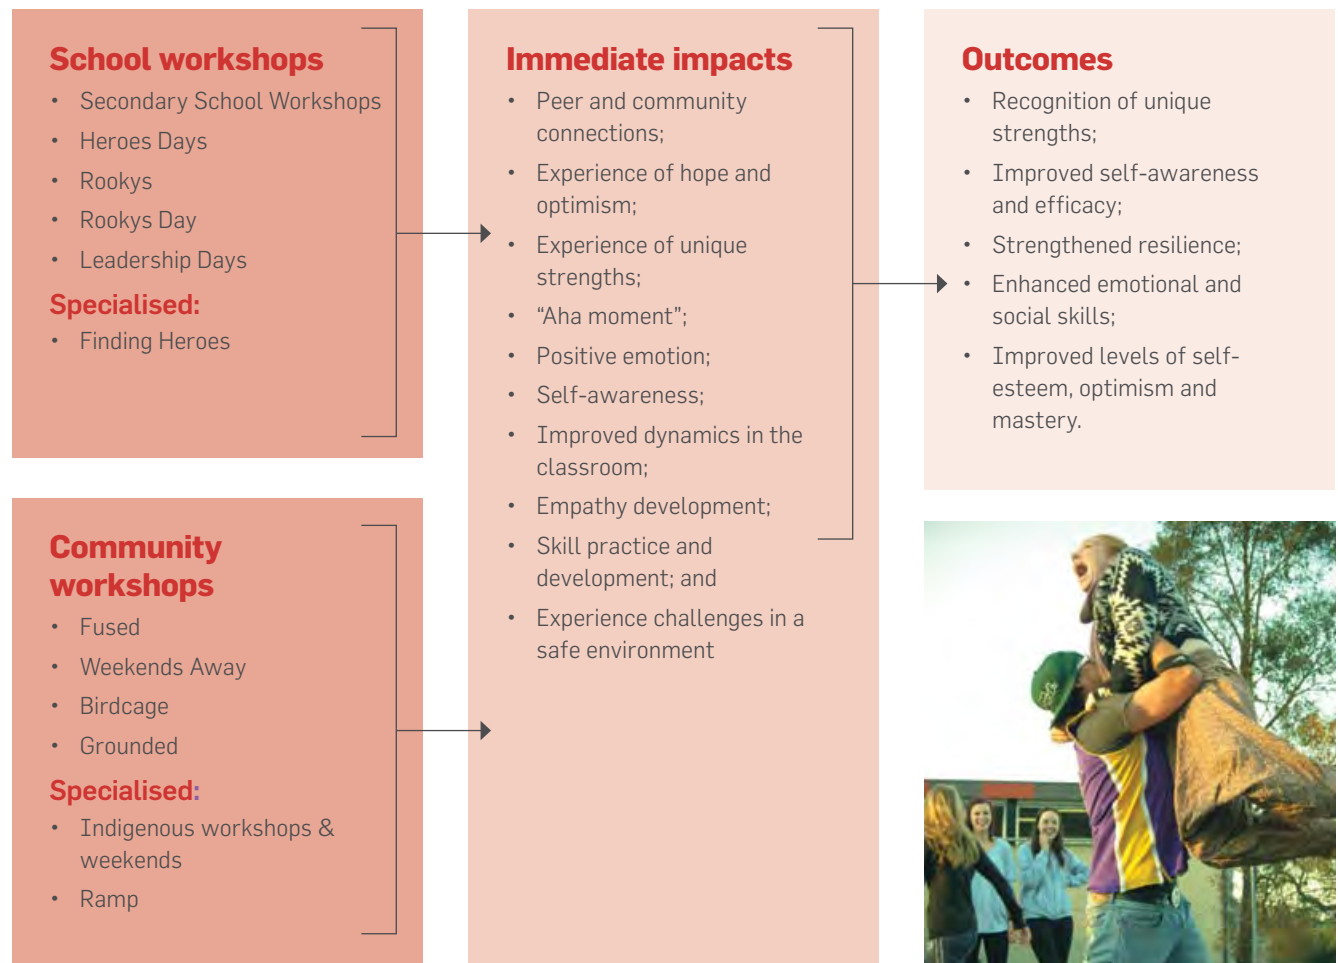 School workshops
• Secondary School Workshops
• Heroes Days
• Rookys
• Rookys Day
• Leadership Days
Specialised:
• Finding Heroes
Community
workshops
• Fused
• Weekends Away
• Birdcage
• Grounded
Specialised:
• Indigenous workshops &
weekends
• Ramp
Immediate impacts
• Peer and community
connections;
• Experience of hope and
optimism;
• Experience of unique
strengths;
• “Aha moment”;
• Positive emotion;
• Self-awareness;
• Improved dynamics in the
classroom;
• Empathy development;
• Skill practice and
development; and
• Experience challenges in a
safe environment
Outcomes
• Recognition of unique
strengths;
• Improved self-awareness
and efficacy;
• Strengthened resilience;
• Enhanced emotional and
social skills;
• Improved levels of self-
esteem, optimism and
mastery.